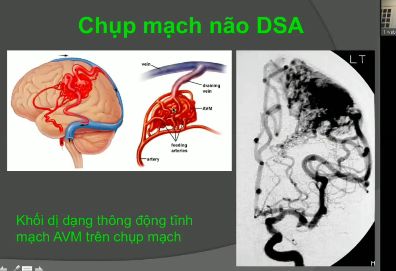 Chụp mạch não DSA
vein
draining
vein
AVM
feeding
arteries
artery
LT
Khối dị dạng thông động tĩnh
mạch AVM trên chụp mạch